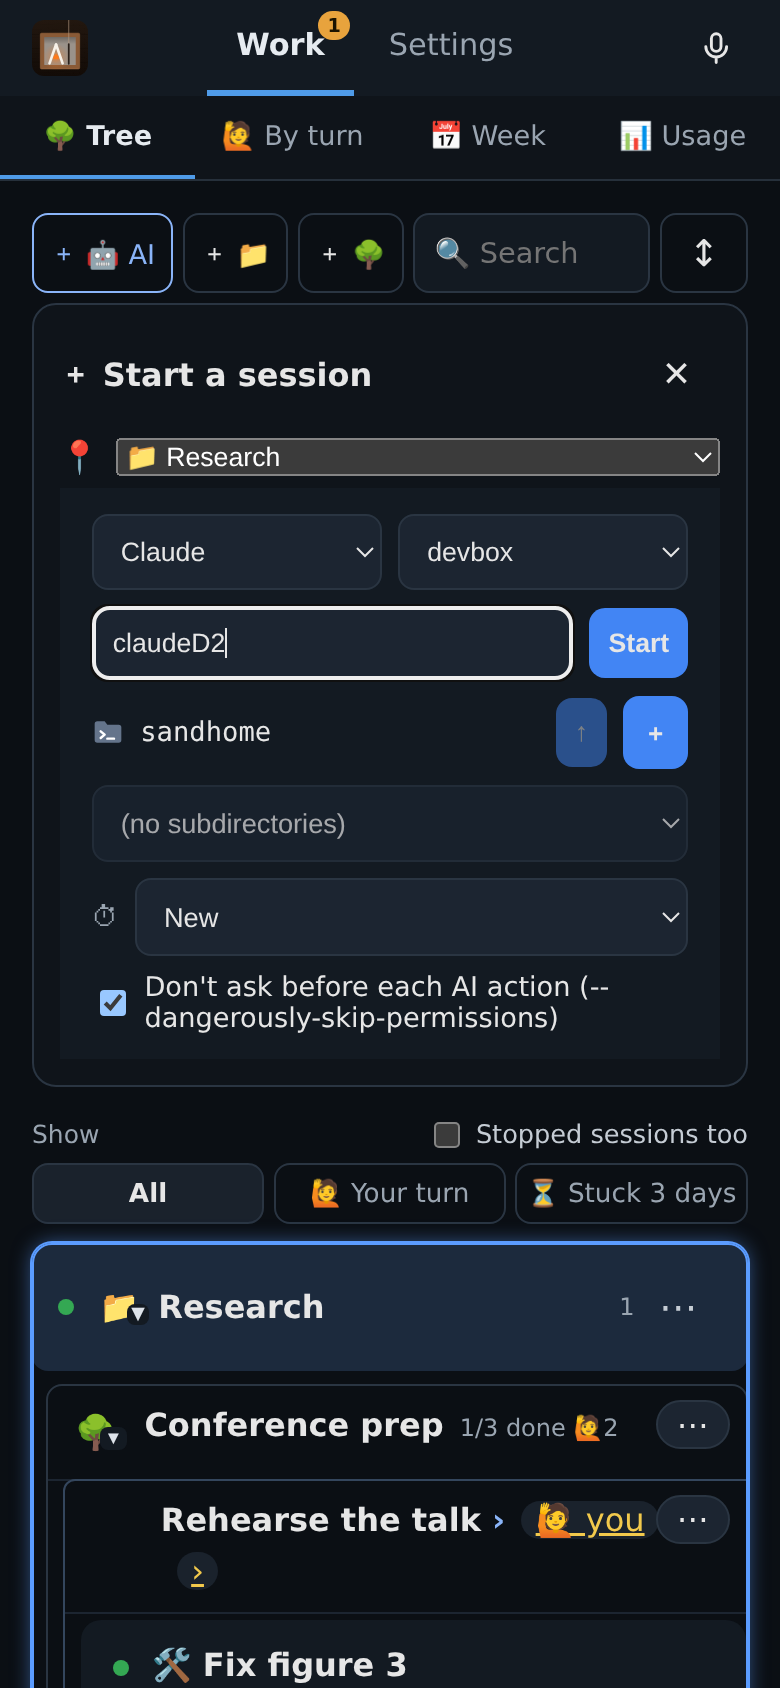 Work 1
Settings
🌳 Tree
🙋 By turn
📅 Week
📊 Usage
+ 🤖 AI
+ 📁
+ 🌳
🔍 Search
↕
+ Start a session ✕
📍 📁 Research
Claude
devbox
claudeD2
Start
sandhome
↑
+
(no subdirectories)
⏱ New
Don't ask before each AI action (--
dangerously-skip-permissions)
Show
Stopped sessions too
All
🙋 Your turn
⏳ Stuck 3 days
📁 ▼ Research 1 ⋯
🌳 ▼ Conference prep 1/3 done 🙋2 ⋯
Rehearse the talk › 🙋 you ⋯
›
🛠️ Fix figure 3